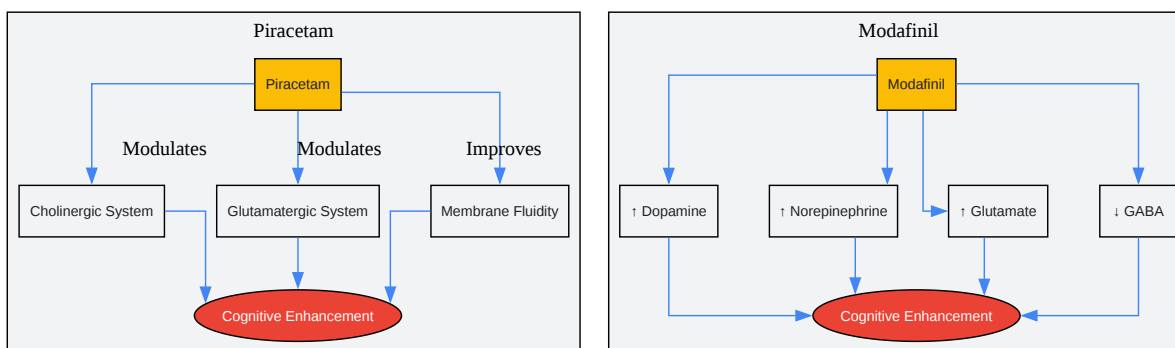 Piracetam
Piracetam
Modulates
Modulates
Improves
Cholinergic System
Glutamatergic System
Membrane Fluidity
Cognitive Enhancement
Modafinil
Modafinil
↑ Dopamine
↑ Norepinephrine
↑ Glutamate
↓ GABA
Cognitive Enhancement